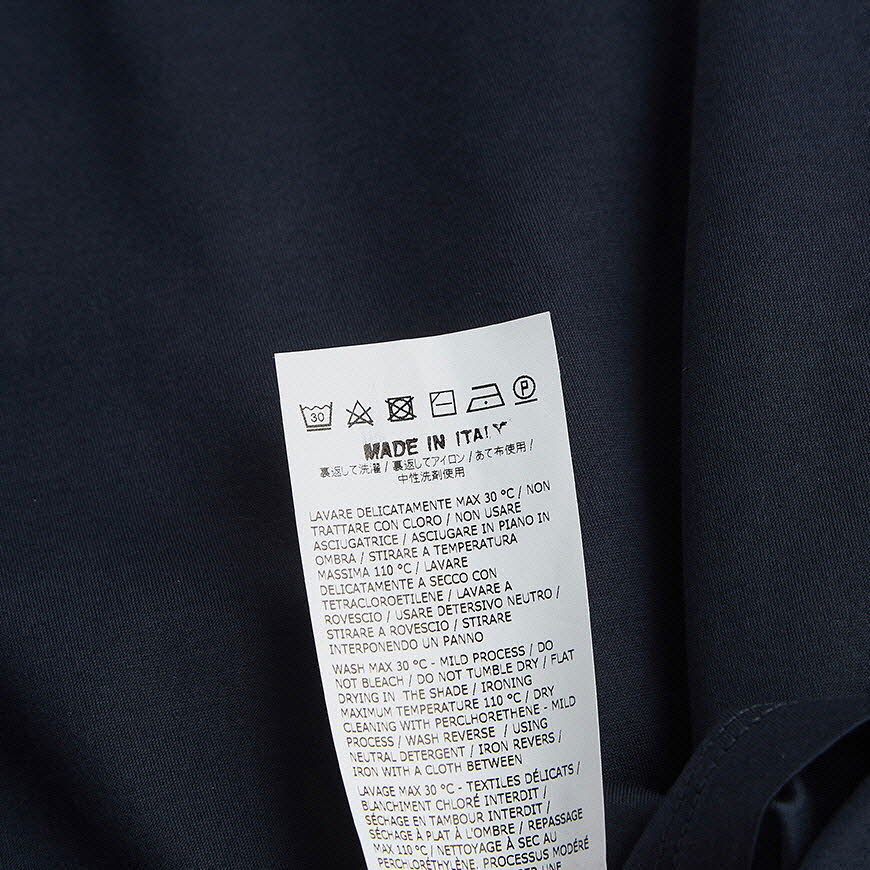 30 P
MADE IN ITALY
裏返して洗濯 / 裏返してアイロン / あて布使用 /
中性洗剤使用
LAVARE DELICATAMENTE MAX 30 °C / NON
TRATTARE CON CLORO / NON USARE
ASCIUGATRICE / ASCIUGARE IN PIANO IN
OMBRA / STIRARE A TEMPERATURA
MASSIMA 110 °C / LAVARE
DELICATAMENTE A SECCO CON
TETRACLOROETILENE / LAVARE A
ROVESCIO / USARE DETERSIVO NEUTRO /
STIRARE A ROVESCIO / STIRARE
INTERPONENDO UN PANNO
WASH MAX 30 °C - MILD PROCESS / DO
NOT BLEACH / DO NOT TUMBLE DRY / FLAT
DRYING IN THE SHADE / IRONING
MAXIMUM TEMPERATURE 110 °C / DRY
CLEANING WITH PERCLHORETHENE - MILD
PROCESS / WASH REVERSE / USING
NEUTRAL DETERGENT / IRON REVERS /
IRON WITH A CLOTH BETWEEN
LAVAGE MAX 30 °C - TEXTILES DÉLICATS /
BLANCHIMENT CHLORÉ INTERDIT /
SÉCHAGE EN TAMBOUR INTERDIT /
SÉCHAGE À PLAT À L'OMBRE / REPASSAGE
MAX 110 °C / NETTOYAGE À SEC AU
PERCHLORÉTHYLÈNE. PROCESSUS MODÉRÉ